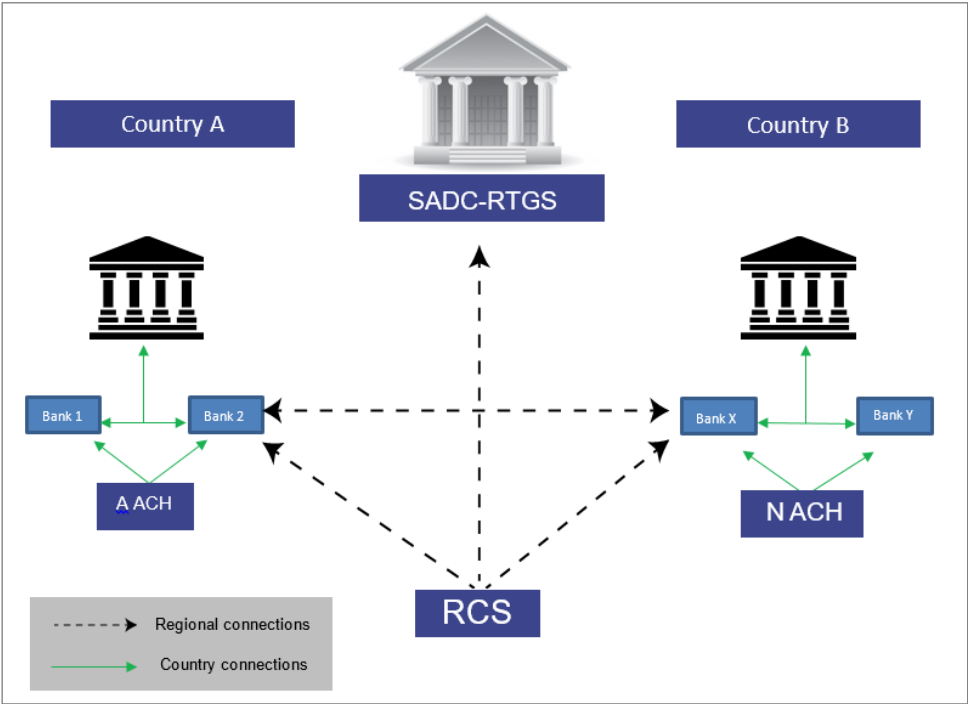 Country A
Country B
SADC-RTGS
Bank 1
Bank 2
Bank X
Bank Y
A ACH
N ACH
RCS
Regional connections
Country connections